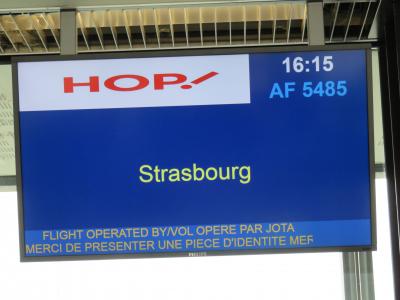 HOP!
16:15
AF 5485
Strasbourg
FLIGHT OPERATED BY/VOL OPERE PAR JOTA
MERCI DE PRESENTER UNE PIECE D'IDENTITE MER
PHILIPS